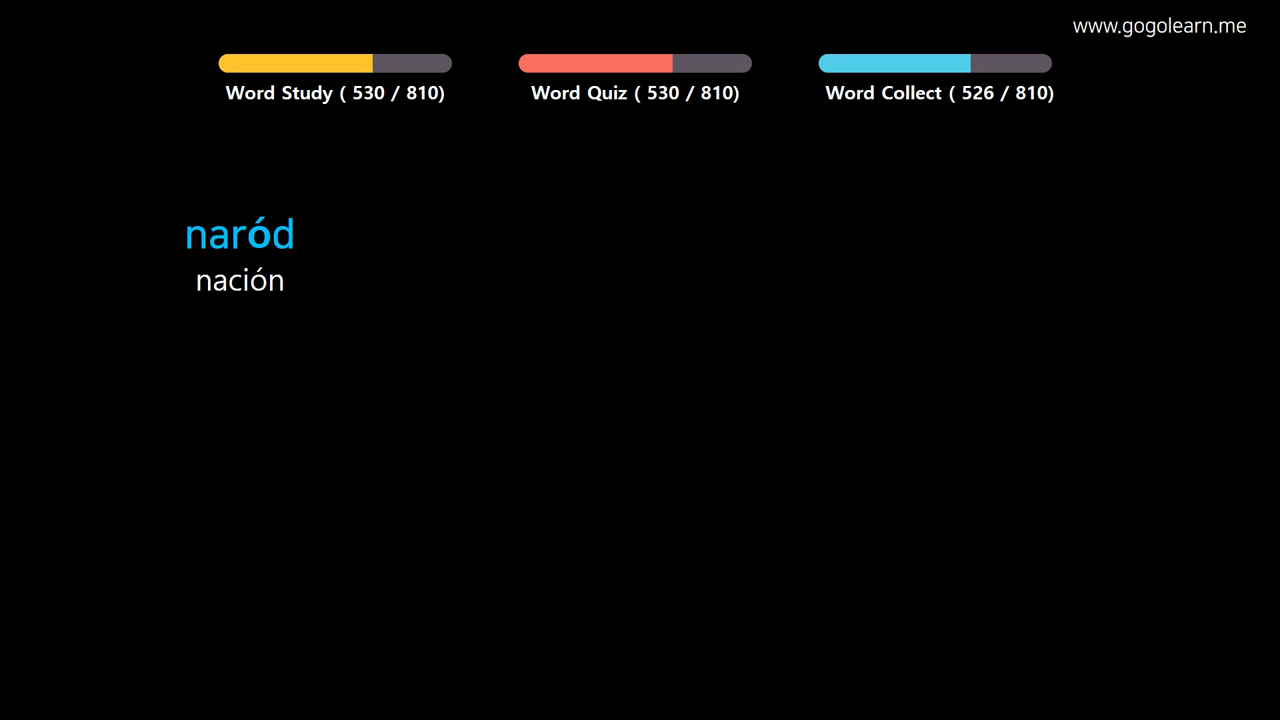 www.gogolearn.me
Word Study ( 530 / 810)
Word Quiz ( 530 / 810)
Word Collect ( 526 / 810)
naród
nación